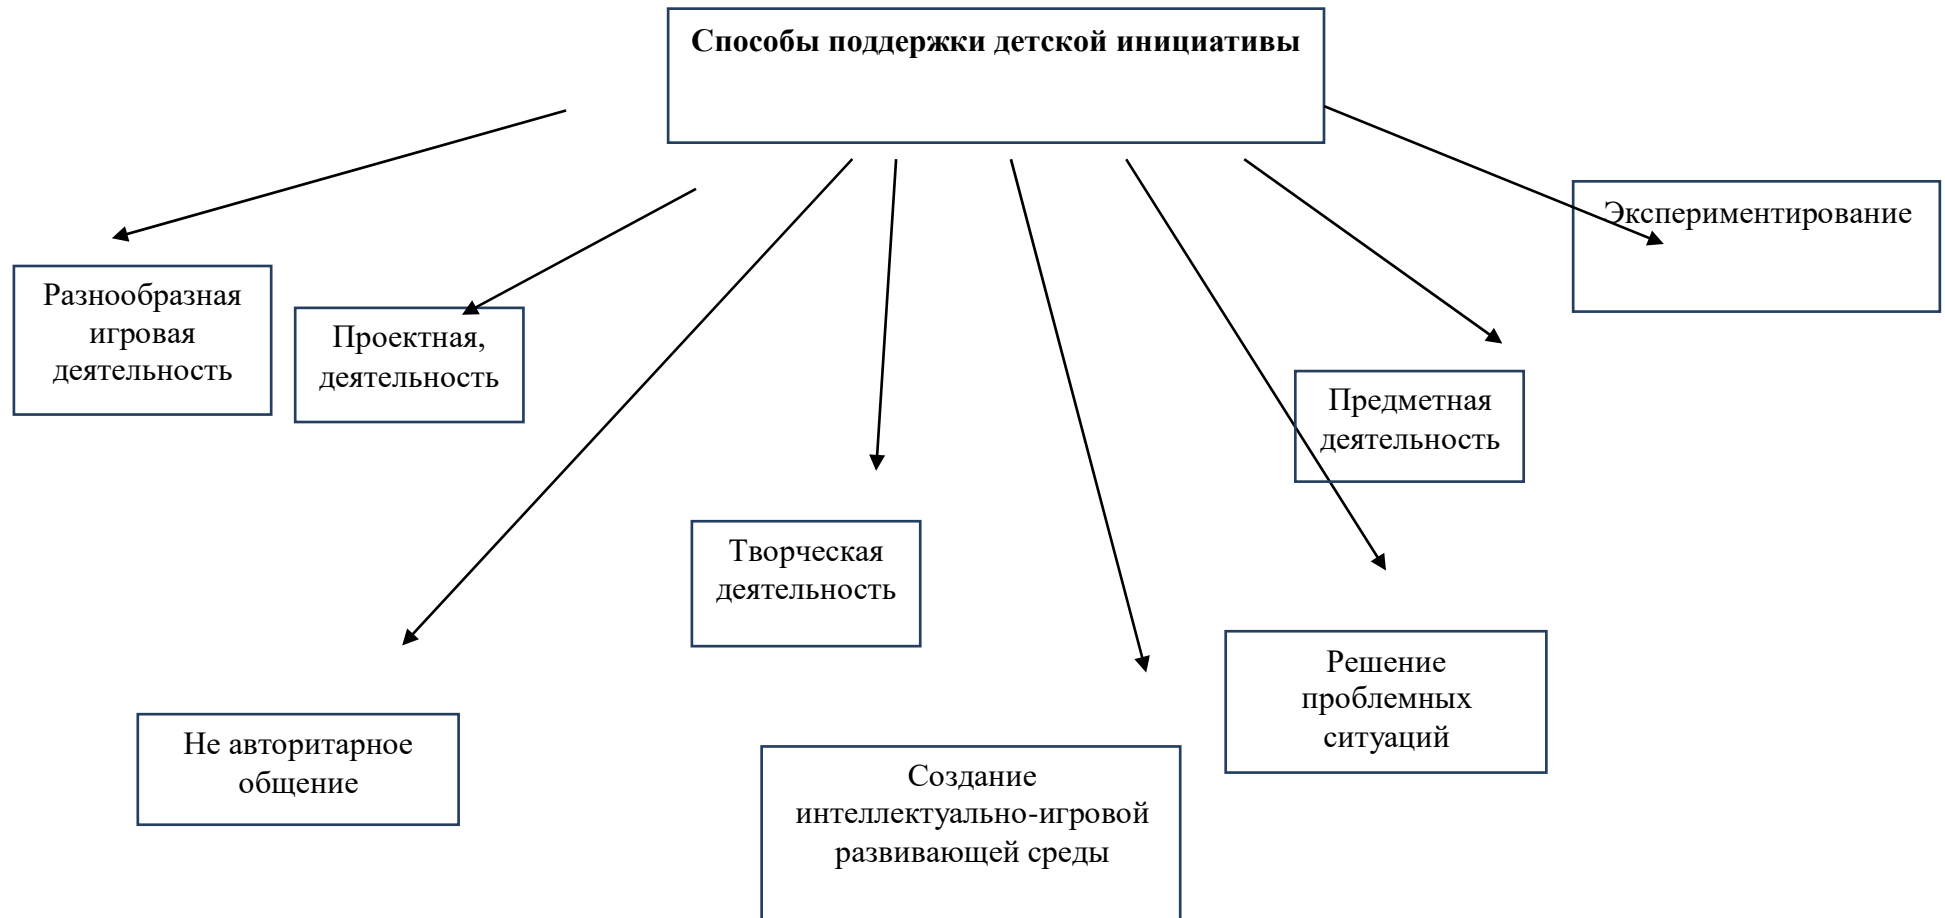 Способы поддержки детской инициативы
Экспериментирование
Разнообразная
игровая
деятельность
Проектная,
деятельность
Предметная
деятельность
Творческая
деятельность
Решение
проблемных
ситуаций
Не авторитарное
общение
Создание
интеллектуально-игровой
развивающей среды